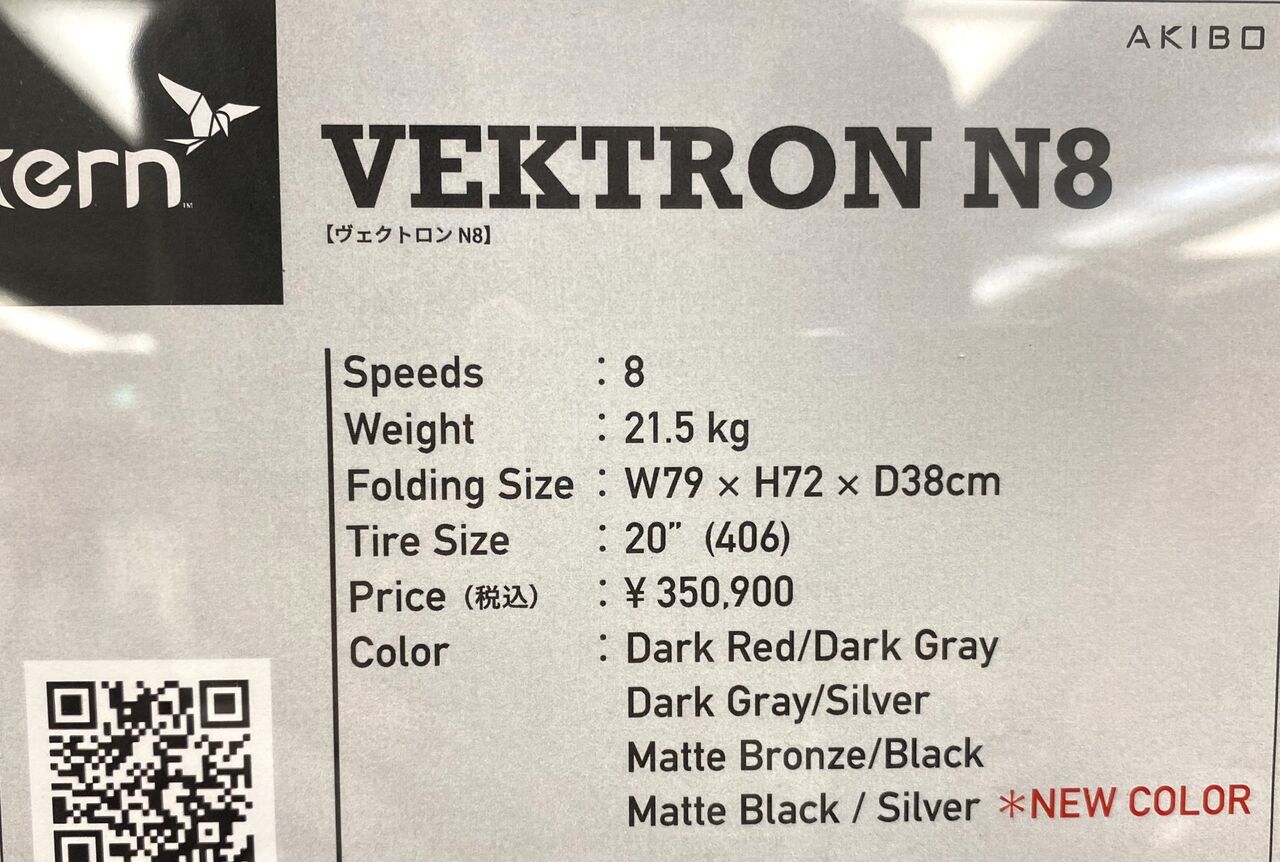 AKIBO
tern
™
VEKTRON N8
【ヴェクトロン N8】
Speeds : 8
Weight : 21.5 kg
Folding Size : W79 × H72 × D38cm
Tire Size : 20” (406)
Price (税込) : ¥ 350,900
Color : Dark Red/Dark Gray
Dark Gray/Silver
Matte Bronze/Black
Matte Black / Silver *NEW COLOR